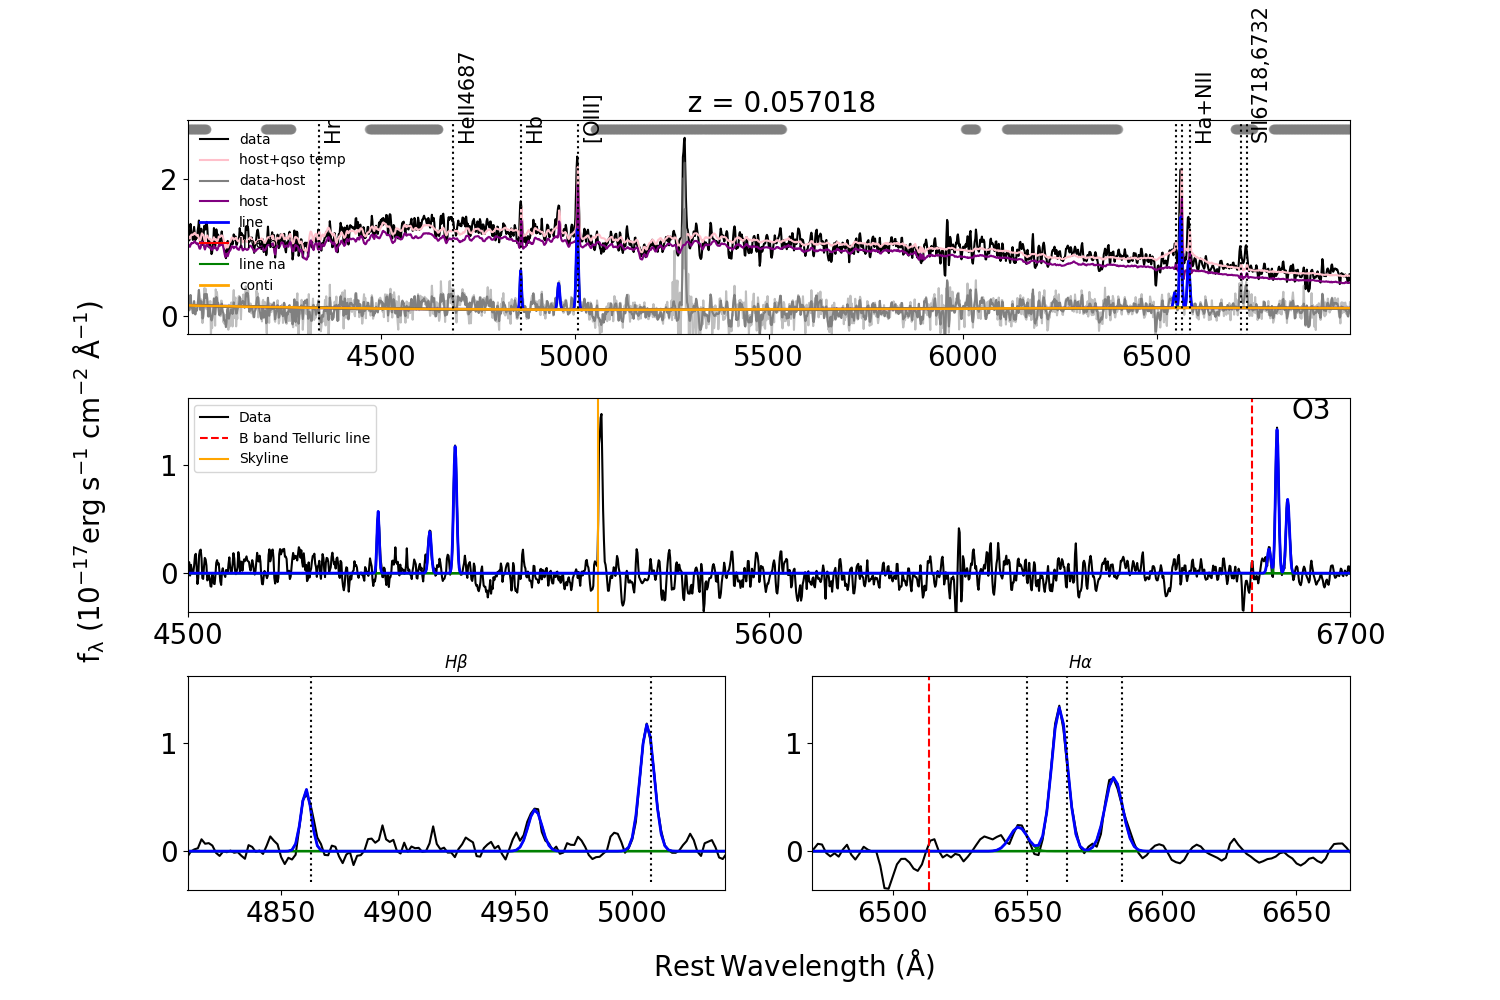 z = 0.057018
Hr
HeII4687
Hb
[OIII]
Ha+NII
SII6718,6732
data
host+qso temp
data-host
host
line
line na
conti
2
0
4500 5000 5500 6000 6500
O3
Data
B band Telluric line
Skyline
1
0
4500 5600 6700
fλ (10−17erg s−1 cm−2 Å−1)
Hβ
1
0
4850 4900 4950 5000
Hα
1
0
6500 6550 6600 6650
Rest Wavelength (Å)